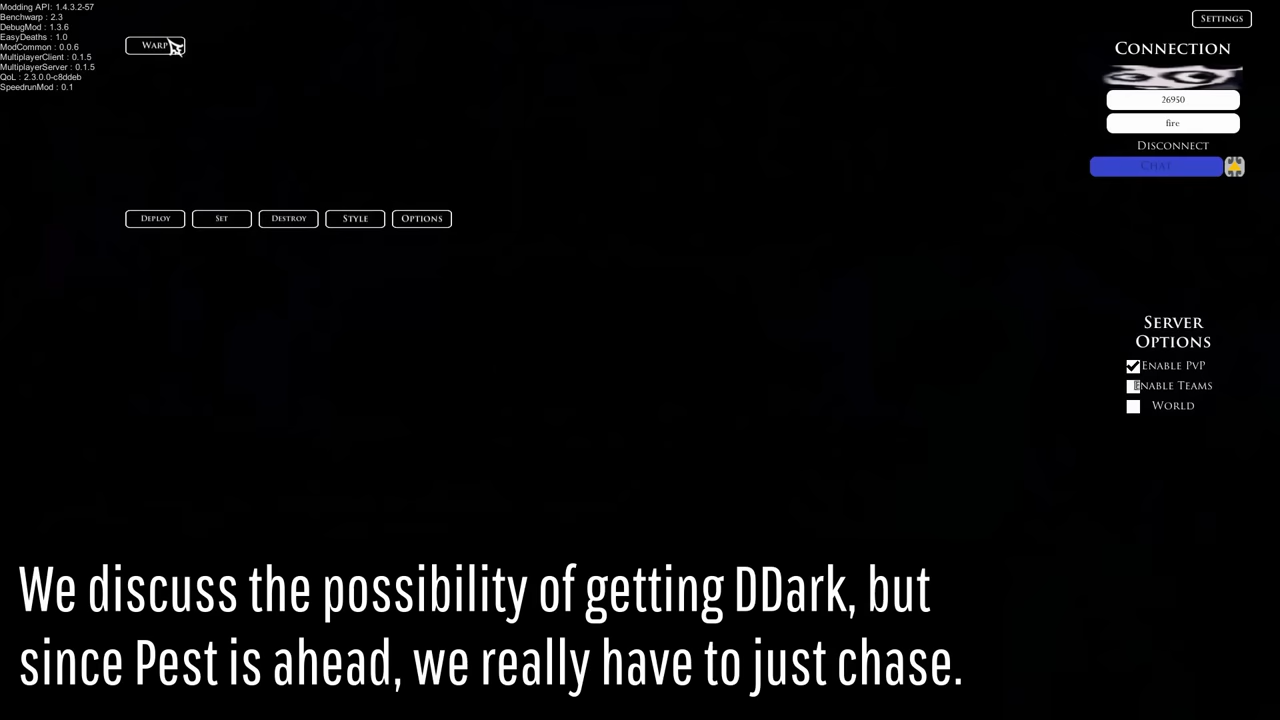 Modding API: 1.4.3.2-57
Benchwarp : 2.3
DebugMod : 1.3.6
EasyDeaths : 1.0
ModCommon : 0.0.6
MultiplayerClient : 0.1.5
MultiplayerServer : 0.1.5
QoL : 2.3.0.0-c8ddeb
SpeedrunMod : 0.1
Warp
Settings
Connection
26950
fire
Disconnect
Chat
Deploy Set Destroy Style Options
Server
Options
Enable PvP
Enable Teams
World
We discuss the possibility of getting DDark, but
since Pest is ahead, we really have to just chase.